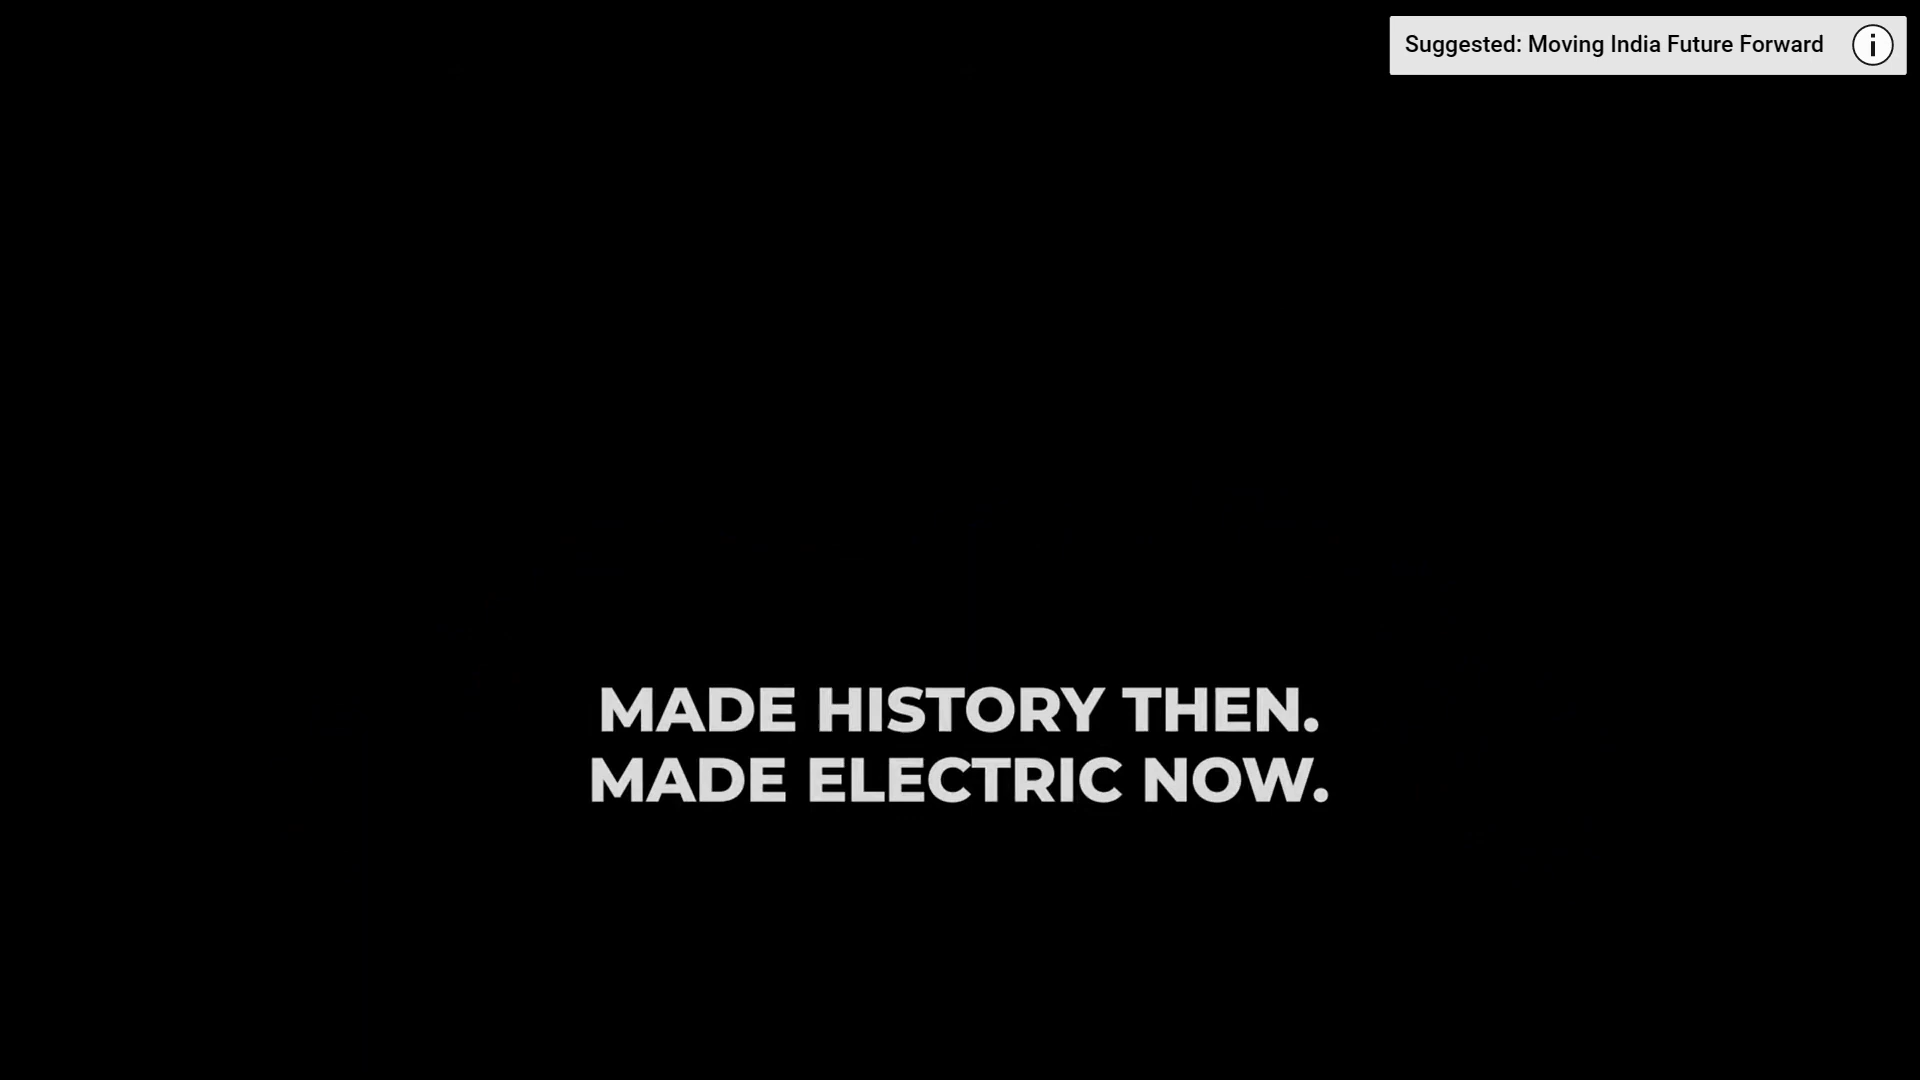 Suggested: Moving India Future Forward
MADE HISTORY THEN.
MADE ELECTRIC NOW.